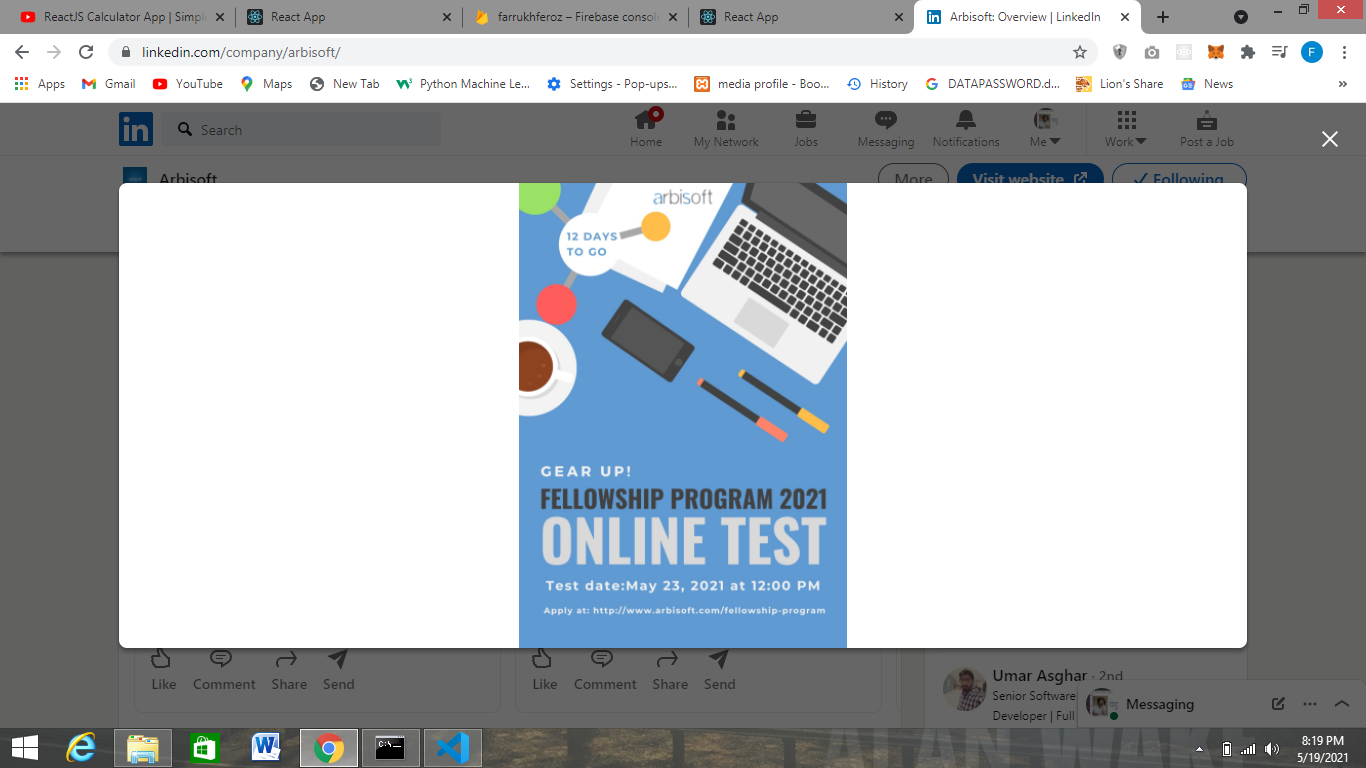 ReactJS Calculator App | Simpl
React App
farrukhferoz – Firebase console
React App
Arbisoft: Overview | LinkedIn
linkedin.com/company/arbisoft/
F
Apps
Gmail
YouTube
Maps
New Tab
Python Machine Le...
Settings - Pop-ups...
media profile - Boo...
History
DATAPASSWORD.d...
Lion's Share
News
»
in
Search
Home
My Network
Jobs
Messaging
Notifications
Me
Work
Post a Job
Arbisoft
More
Visit website
Following
arbisoft
12 DAYS
TO GO
GEAR UP!
FELLOWSHIP PROGRAM 2021
ONLINE TEST
Test date:May 23, 2021 at 12:00 PM
Apply at: http://www.arbisoft.com/fellowship-program
Like Comment Share Send
Like Comment Share Send
Umar Asghar · 2nd
Senior Software
Developer | Full
Messaging
8:19 PM
5/19/2021